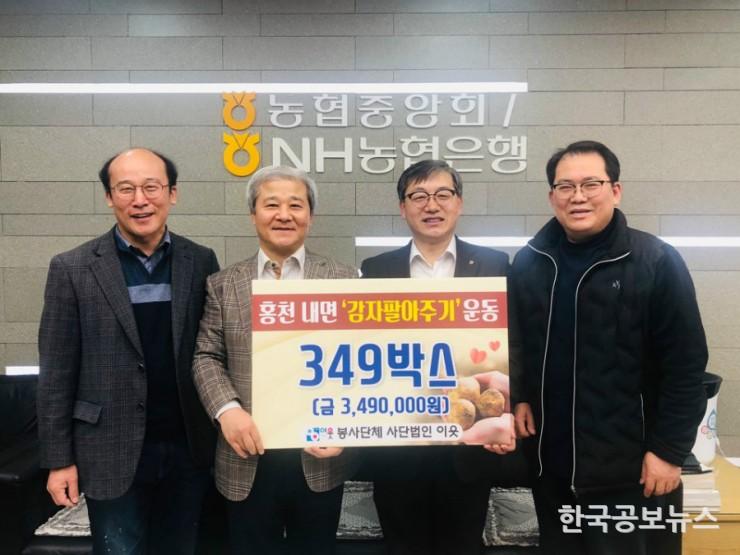 농협중앙회 /
NH농협은행
홍천 내면 '감자팔아주기' 운동
349박스
(금 3,490,000원)
이웃 봉사단체 사단법인 이웃
한국공보뉴스